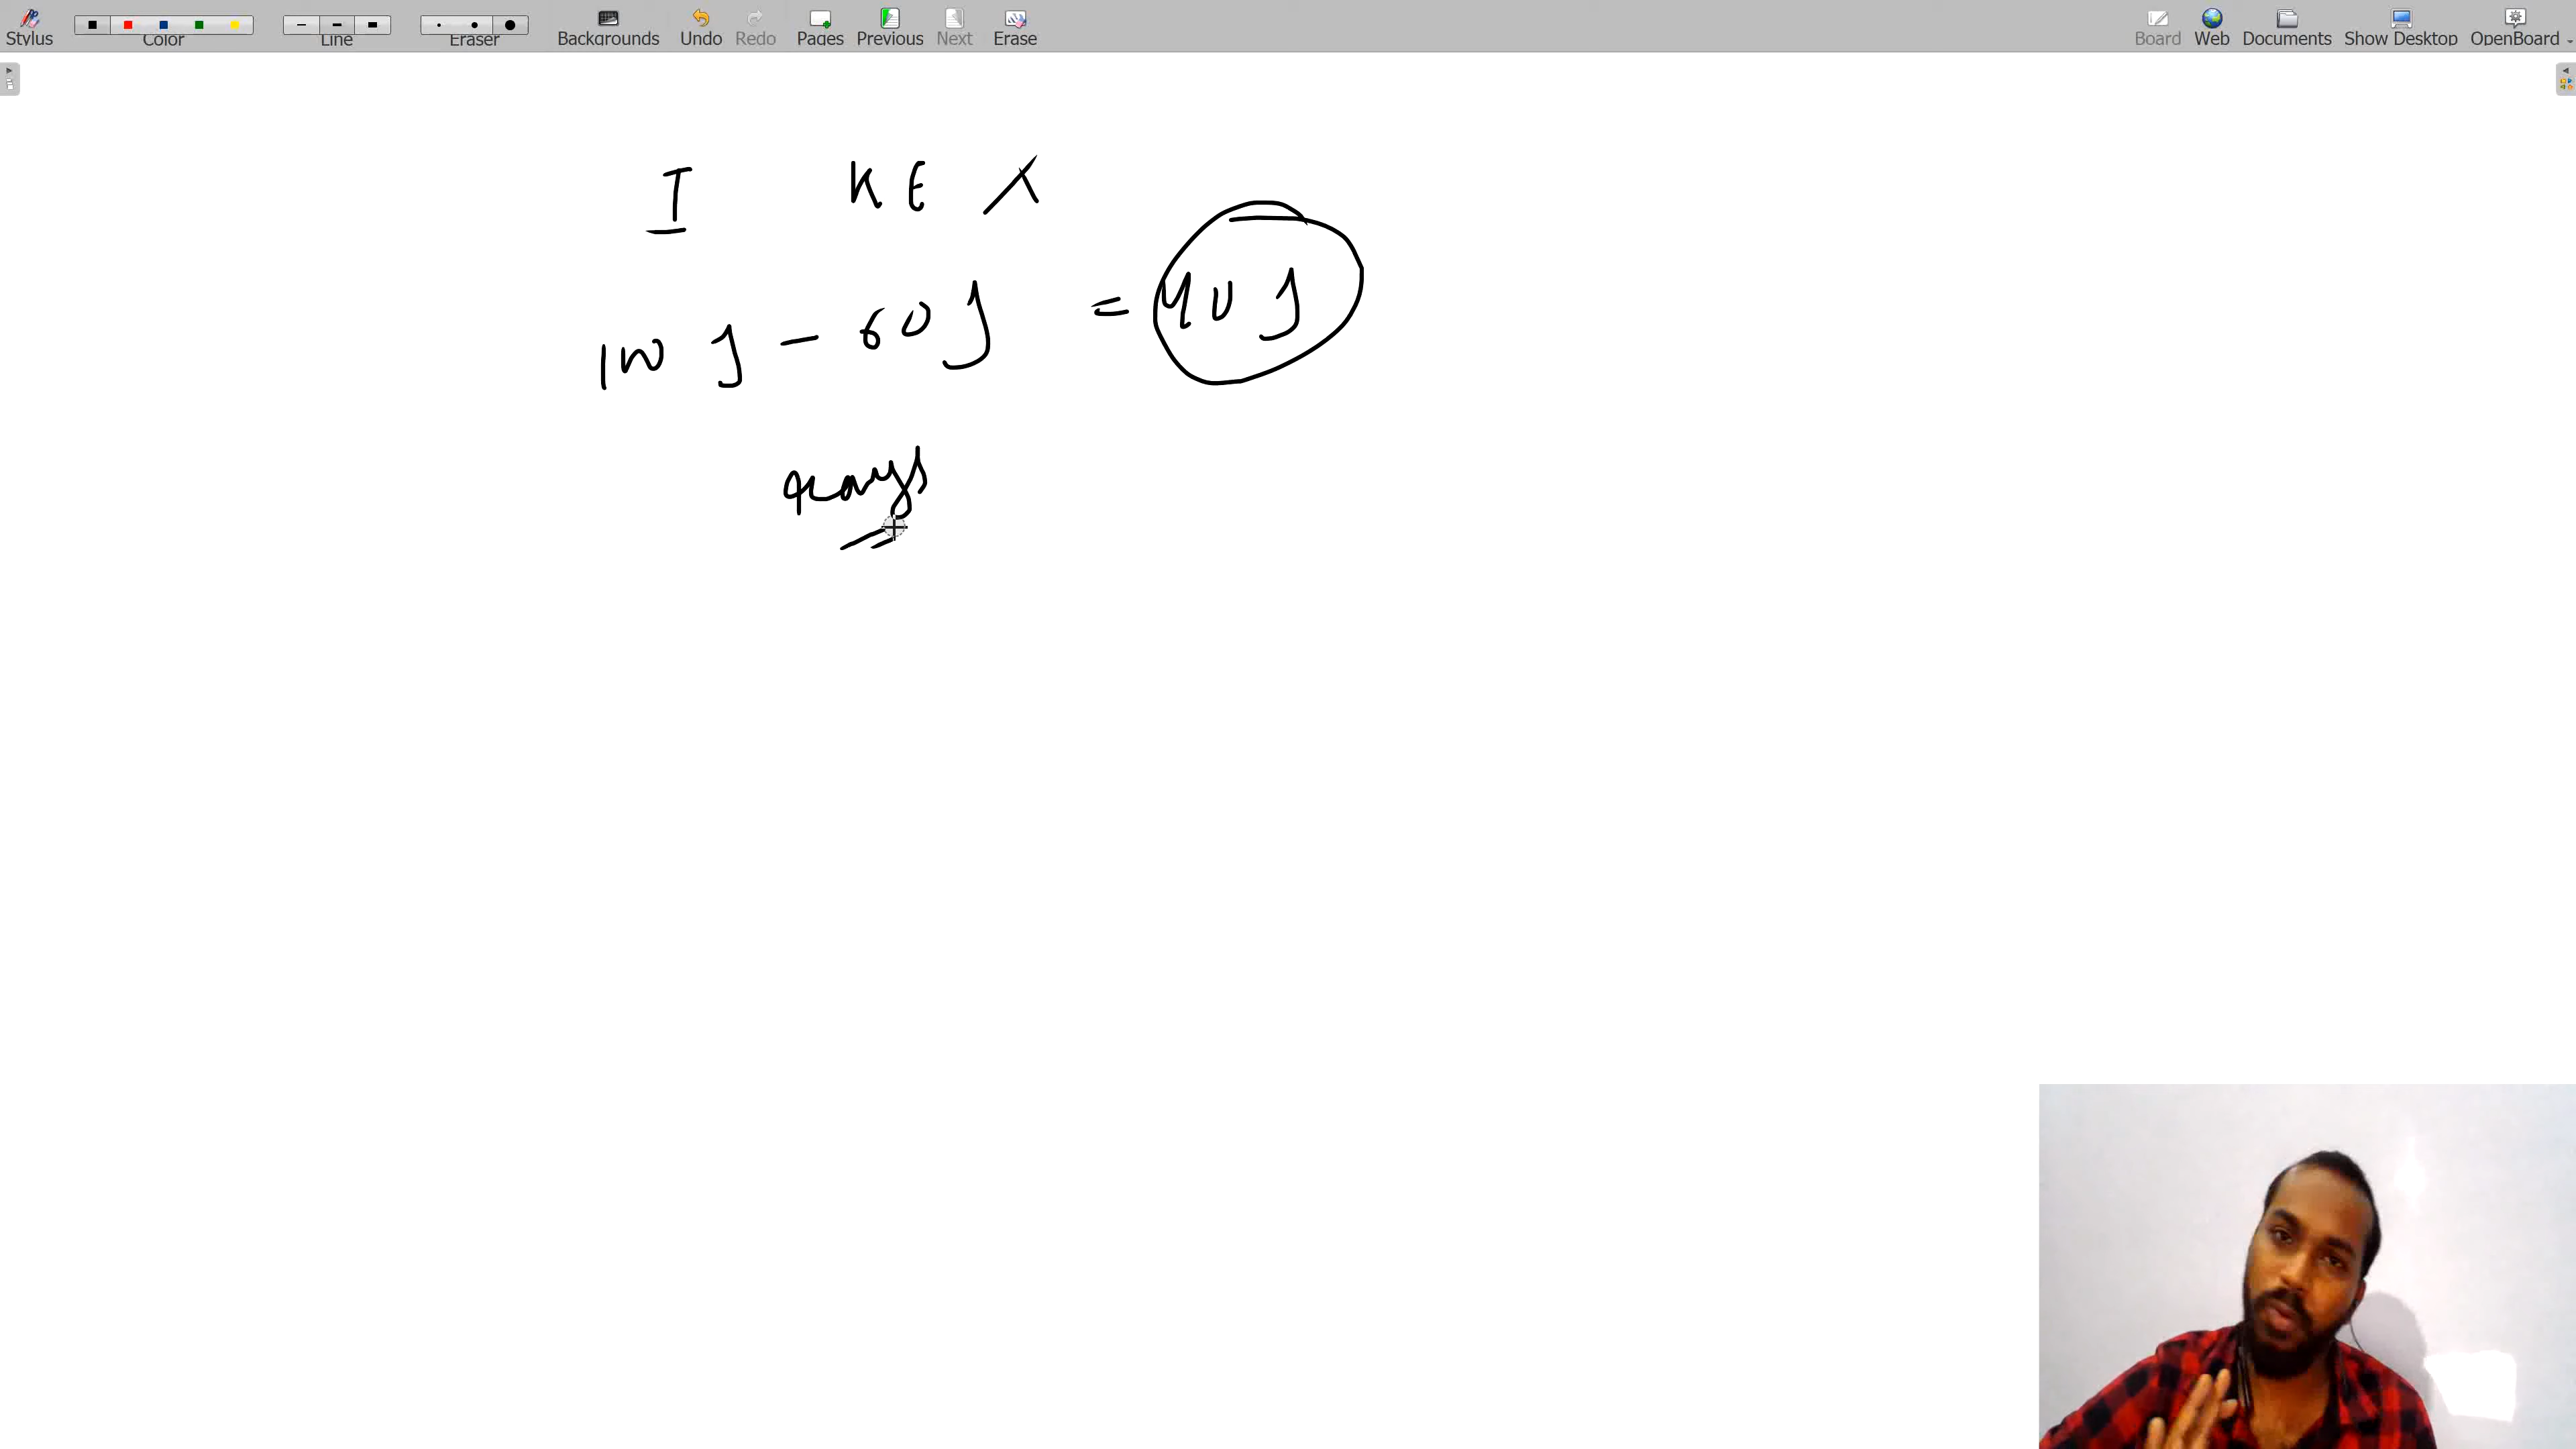 Stylus Color Line Eraser Backgrounds Undo Redo Pages Previous Next Erase Board Web Documents Show Desktop OpenBoard
I KE
100 J - 60 J = 40 J
rays